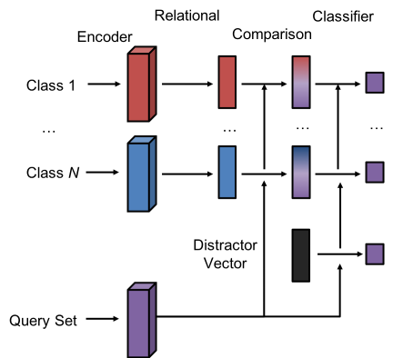 Encoder
Relational
Comparison
Classifier
Class 1
...
...
...
...
Class N
Distractor
Vector
Query Set